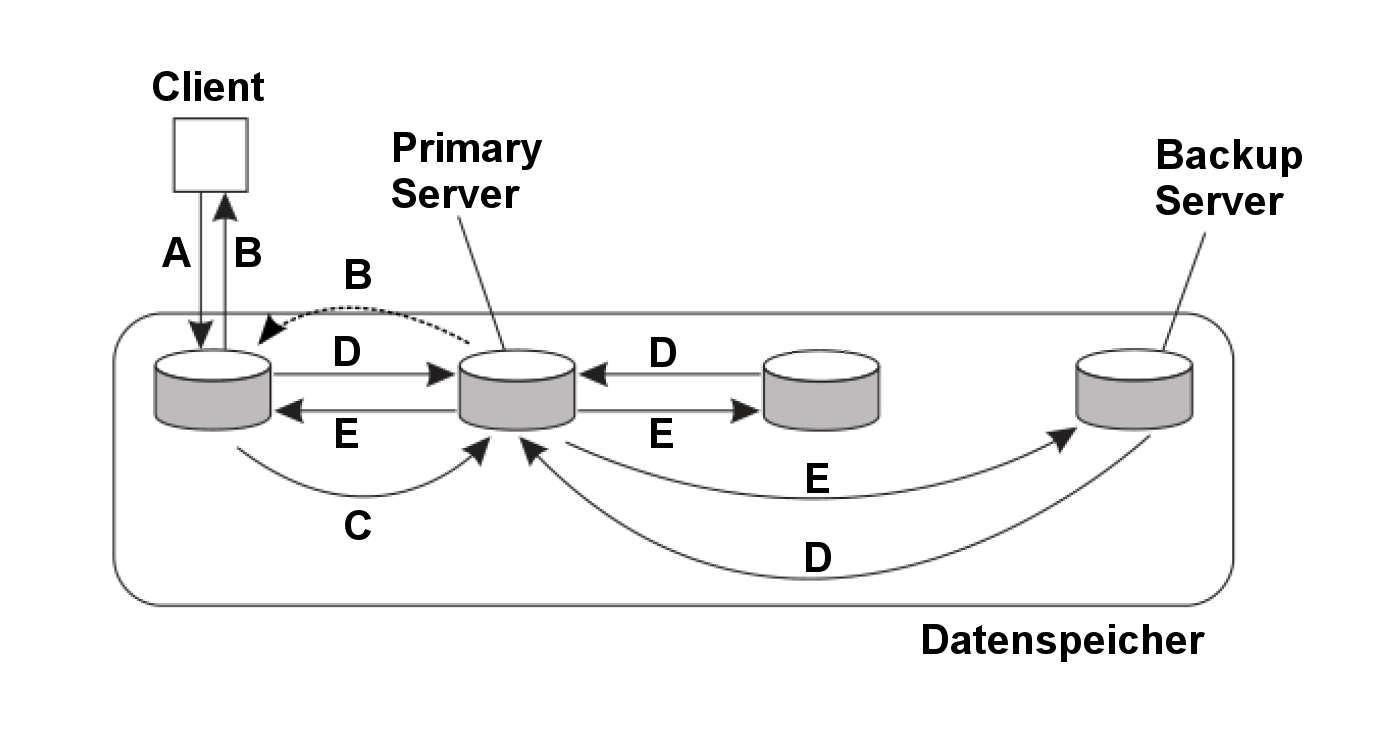 Client
Primary
Server
Backup
Server
A
B
B
D
D
E
E
E
C
D
Datenspeicher